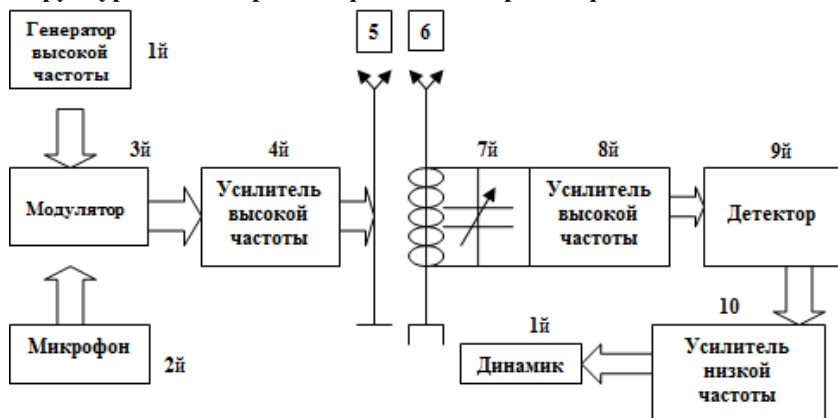 Генератор
высокой
частоты
1й
5
6
3й
4й
7й
8й
9й
Модулятор
Усилитель
высокой
частоты
Усилитель
высокой
частоты
Детектор
Микрофон
2й
1й
10
Динамик
Усилитель
низкой
частоты